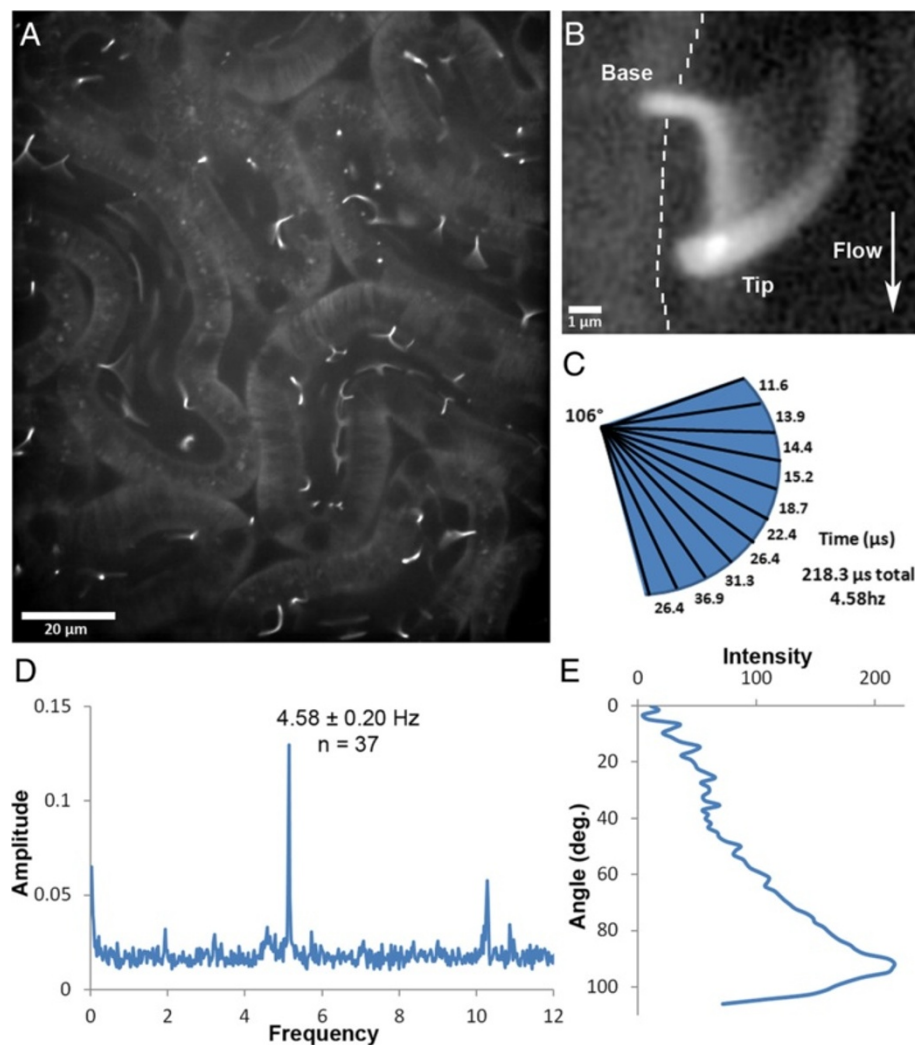 A
20 µm
B
Base
Flow
Tip
1 µm
C
106°
11.6
13.9
14.4
15.2
18.7
22.4
26.4
31.3
36.9
26.4
Time (µs)
218.3 µs total
4.58hz
D
0.15
0.1
0.05
0
4.58 ± 0.20 Hz
n = 37
Amplitude
0 2 4 6 8 10 12
Frequency
E
Intensity
0 100 200
0
20
40
60
80
100
Angle (deg.)